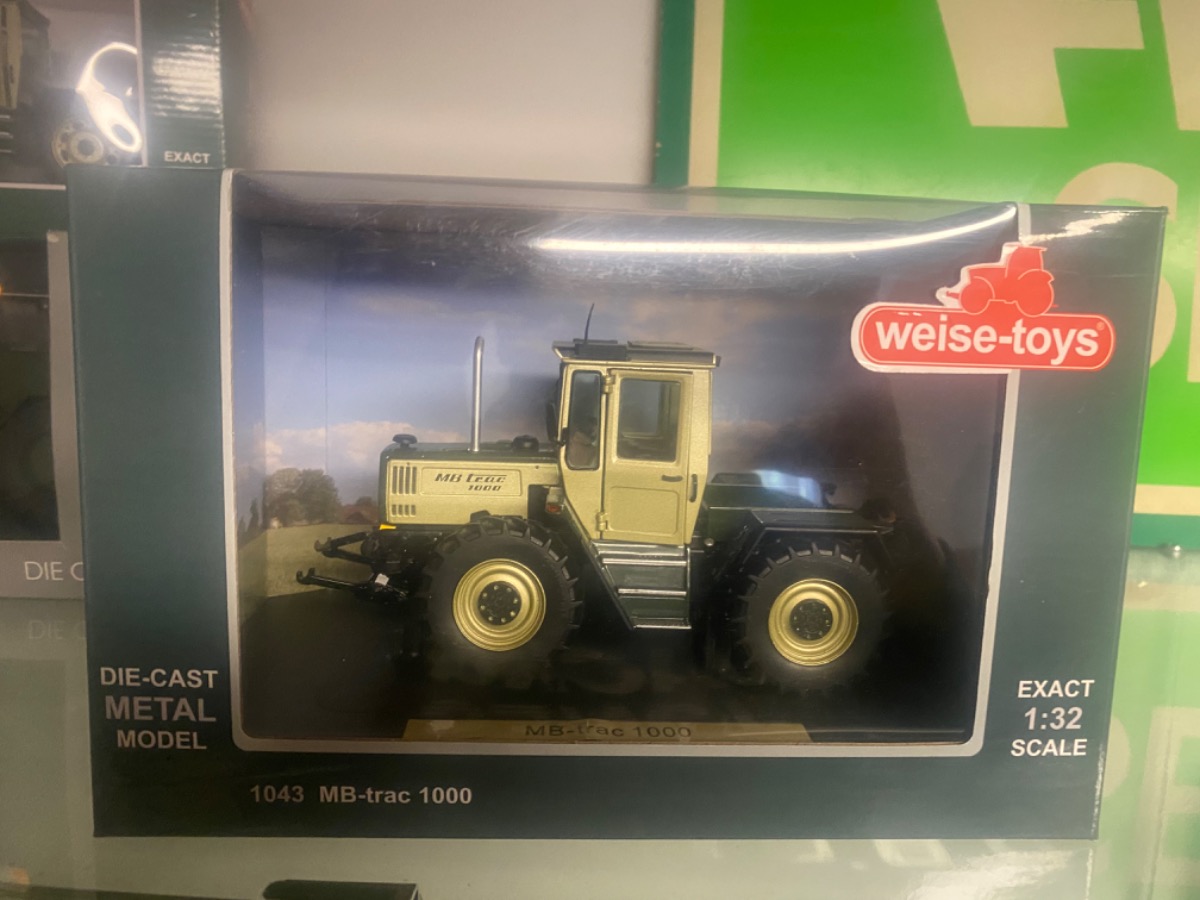 EXACT
weise-toys
MB trac
1000
DIE C
DIE-CAST
METAL
MODEL
EXACT
1:32
SCALE
MB-trac 1000
1043 MB-trac 1000